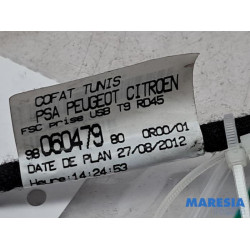 COFAT TUNIS
PSA PEUGEOT CITROEN
FSC prise USB T9 RD45
98 060479 80 OR00/01
DATE DE PLAN 27/08/2012
Heure:14:24:53
MARESIA